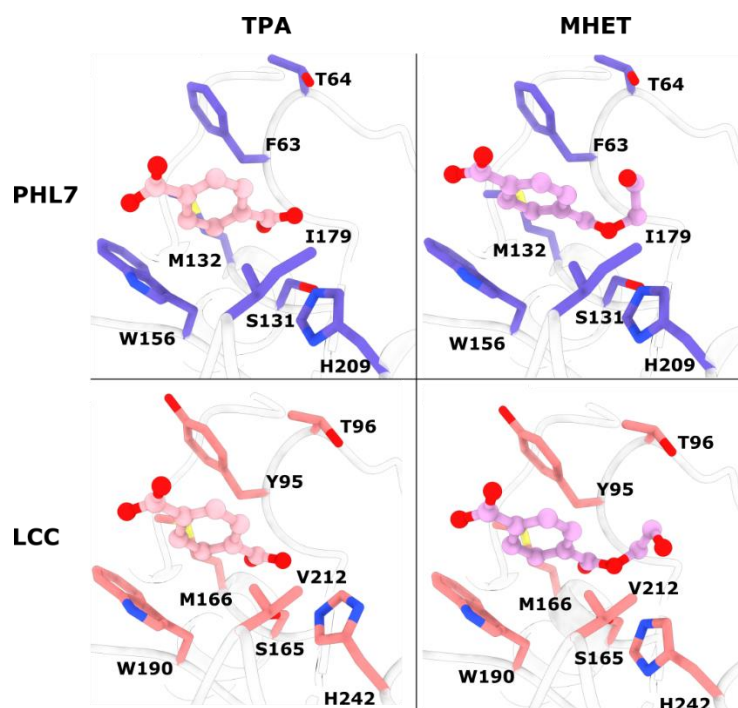 TPA
MHET
PHL7
T64
F63
M132
I179
S131
W156
H209
T64
F63
M132
I179
S131
W156
H209
LCC
T96
Y95
V212
M166
S165
W190
H242
T96
Y95
V212
M166
S165
W190
H242